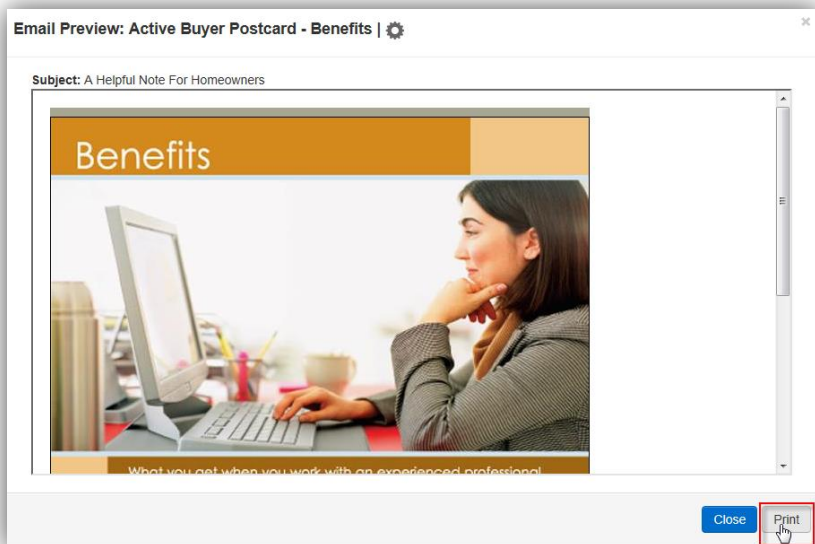 Email Preview: Active Buyer Postcard - Benefits |
Subject: A Helpful Note For Homeowners
Benefits
What you get when you work with an experienced professional
Close Print